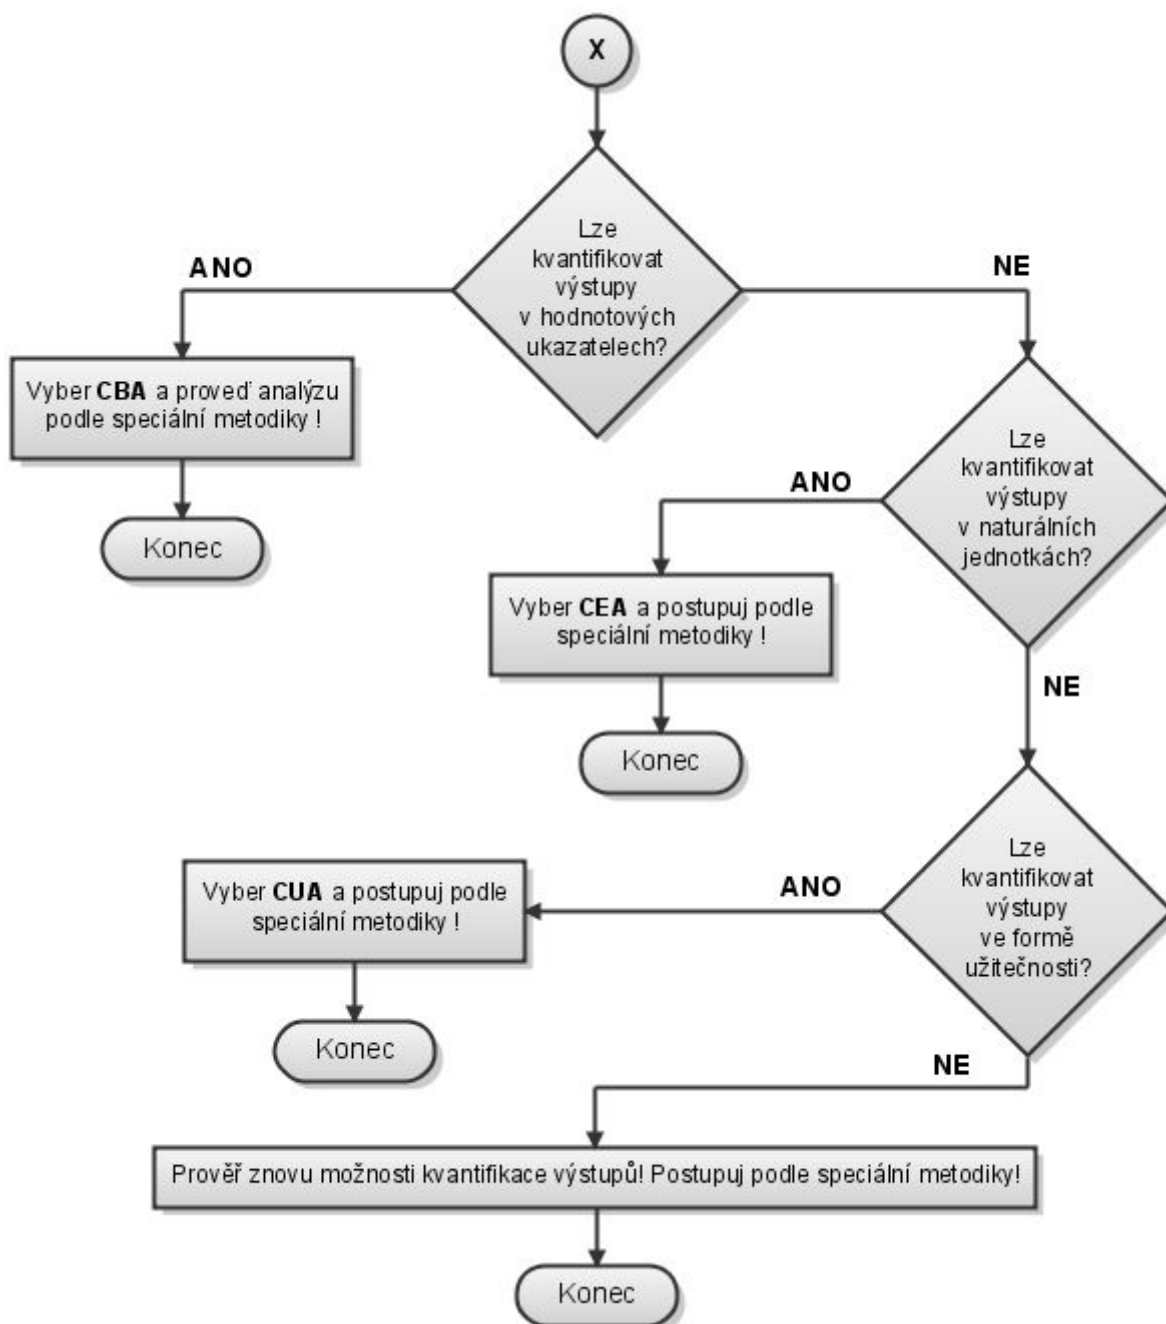 X
Lze
kvantifikovat
výstupy
v hodnotových
ukazatelech?
ANO
NE
Vyber CBA a proveď analýzu
podle speciální metodiky !
Konec
Lze
kvantifikovat
výstupy
v naturálních
jednotkách?
ANO
Vyber CEA a postupuj podle
speciální metodiky !
Konec
NE
Lze
kvantifikovat
výstupy
ve formě
užitečnosti?
ANO
Vyber CUA a postupuj podle
speciální metodiky !
Konec
NE
Prověř znovu možnosti kvantifikace výstupů! Postupuj podle speciální metodiky!
Konec